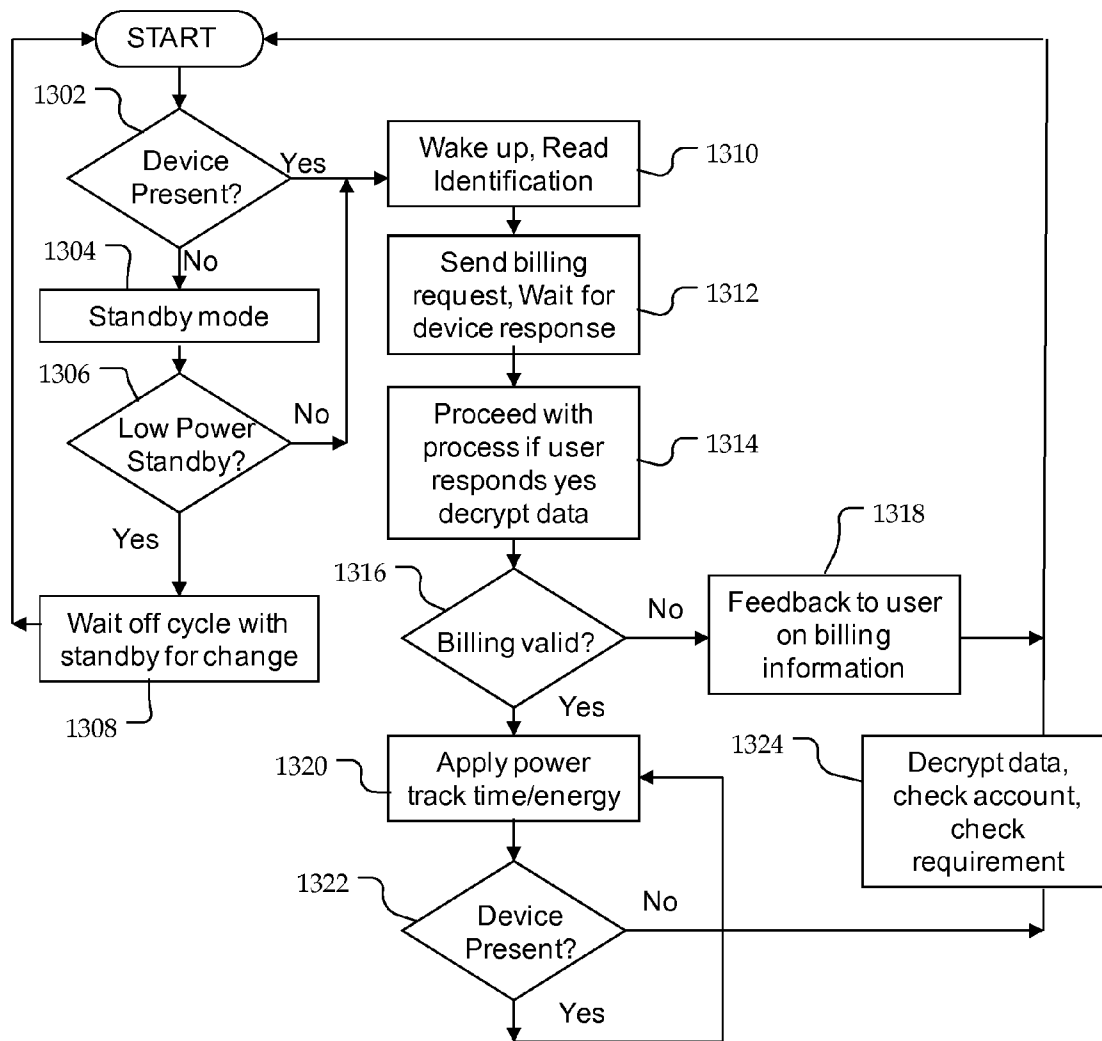 START
1302
Device
Present?
Yes
No
1304
Standby mode
1306
Low Power
Standby?
No
Yes
Wait off cycle with
standby for change
1308
Wake up, Read
Identification
1310
Send billing
request, Wait for
device response
1312
Proceed with
process if user
responds yes
decrypt data
1314
1316
Billing valid?
No
Yes
1318
Feedback to user
on billing
information
1320
Apply power
track time/energy
1322
Device
Present?
No
Yes
1324
Decrypt data,
check account,
check
requirement